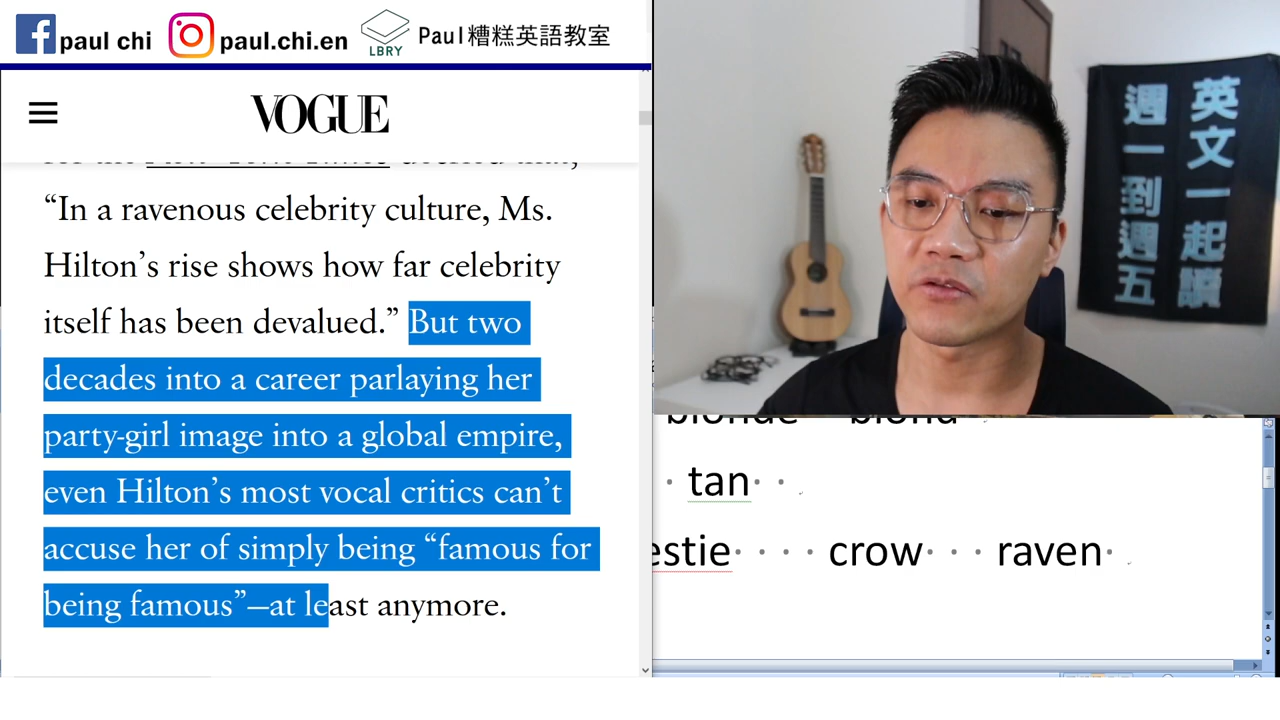 paul chi
paul.chi.en
LBRY
Paul糟糕英語教室
VOGUE
“In a ravenous celebrity culture, Ms.
Hilton’s rise shows how far celebrity
itself has been devalued.” But two
decades into a career parlaying her
party-girl image into a global empire,
even Hilton’s most vocal critics can’t
accuse her of simply being “famous for
being famous”—at least anymore.
英文一起讀
週一到週五
blonde blond
tan
estie crow raven